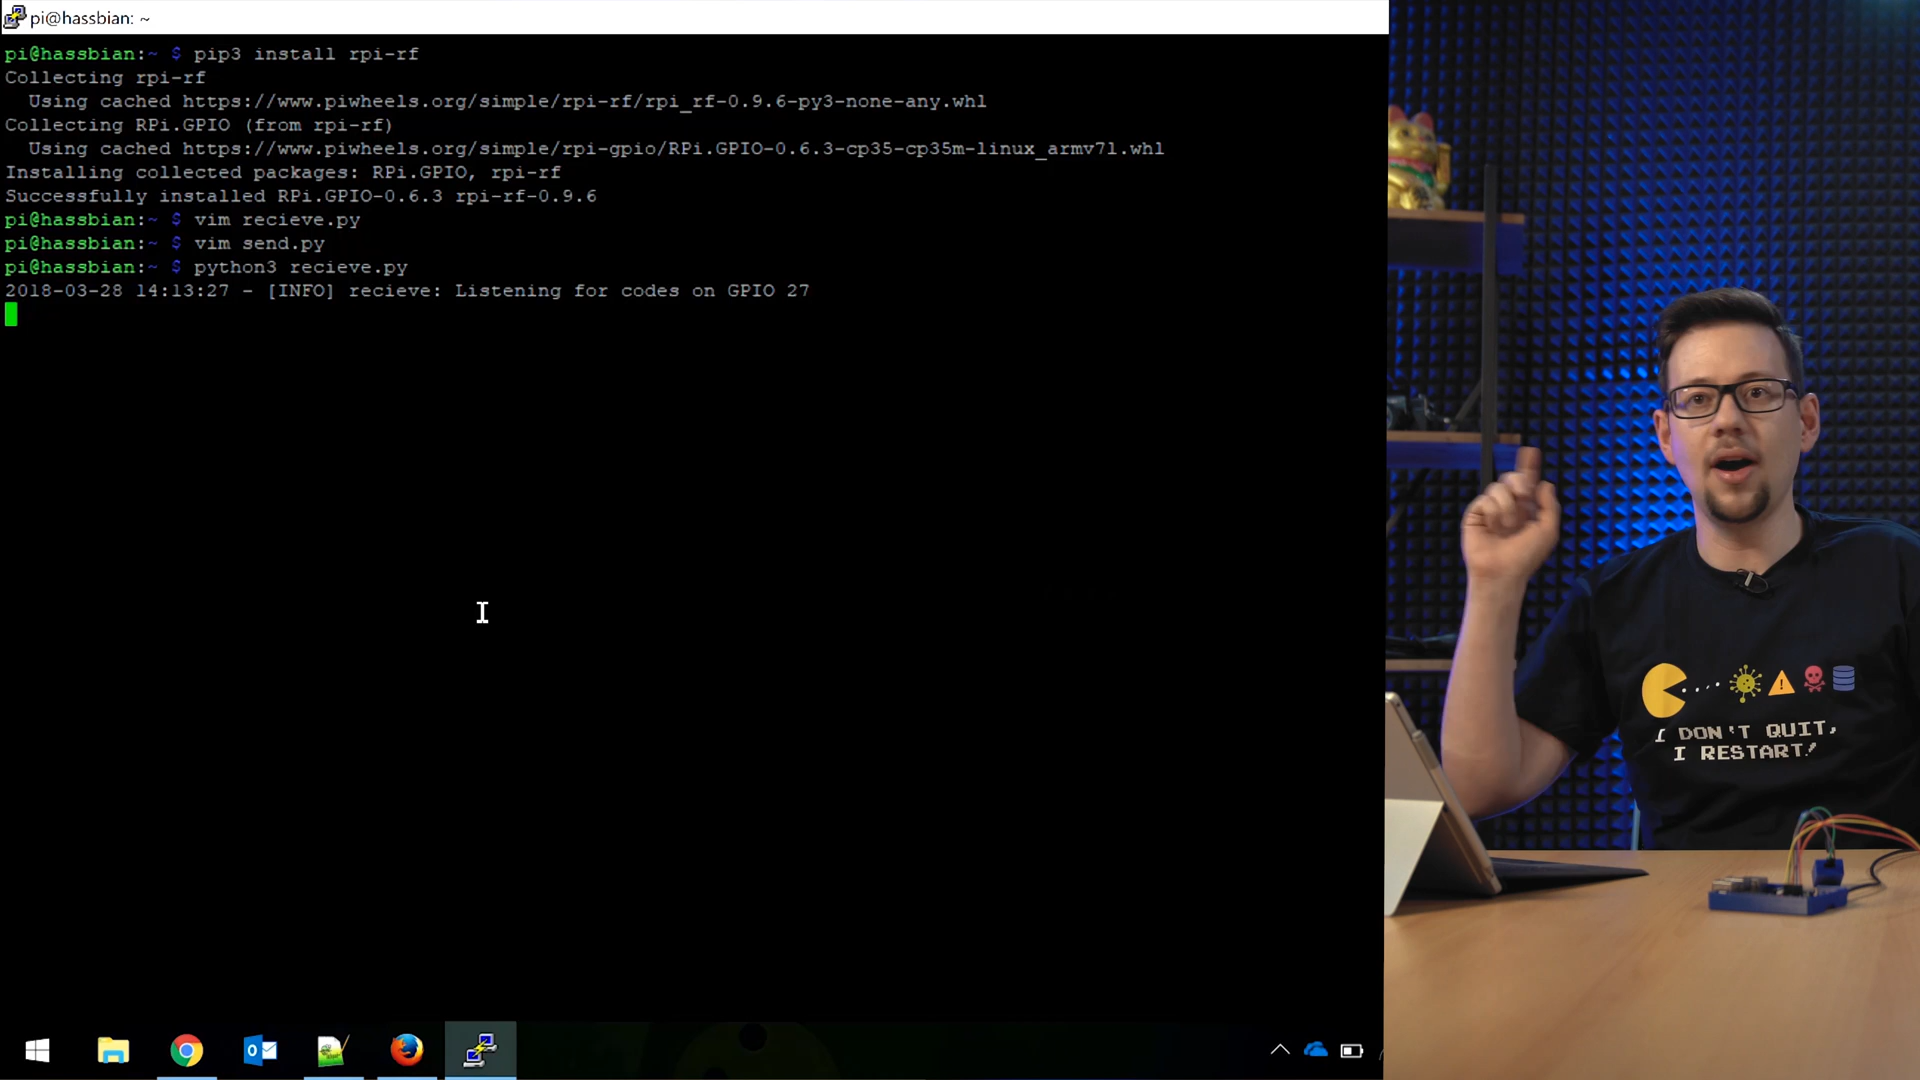 pi@hassbian: ~
pi@hassbian:~ $ pip3 install rpi-rf
Collecting rpi-rf
  Using cached https://www.piwheels.org/simple/rpi-rf/rpi_rf-0.9.6-py3-none-any.whl
Collecting RPi.GPIO (from rpi-rf)
  Using cached https://www.piwheels.org/simple/rpi-gpio/RPi.GPIO-0.6.3-cp35-cp35m-linux_armv7l.whl
Installing collected packages: RPi.GPIO, rpi-rf
Successfully installed RPi.GPIO-0.6.3 rpi-rf-0.9.6
pi@hassbian:~ $ vim recieve.py
pi@hassbian:~ $ vim send.py
pi@hassbian:~ $ python3 recieve.py
2018-03-28 14:13:27 - [INFO] recieve: Listening for codes on GPIO 27
I DON'T QUIT,
I RESTART!